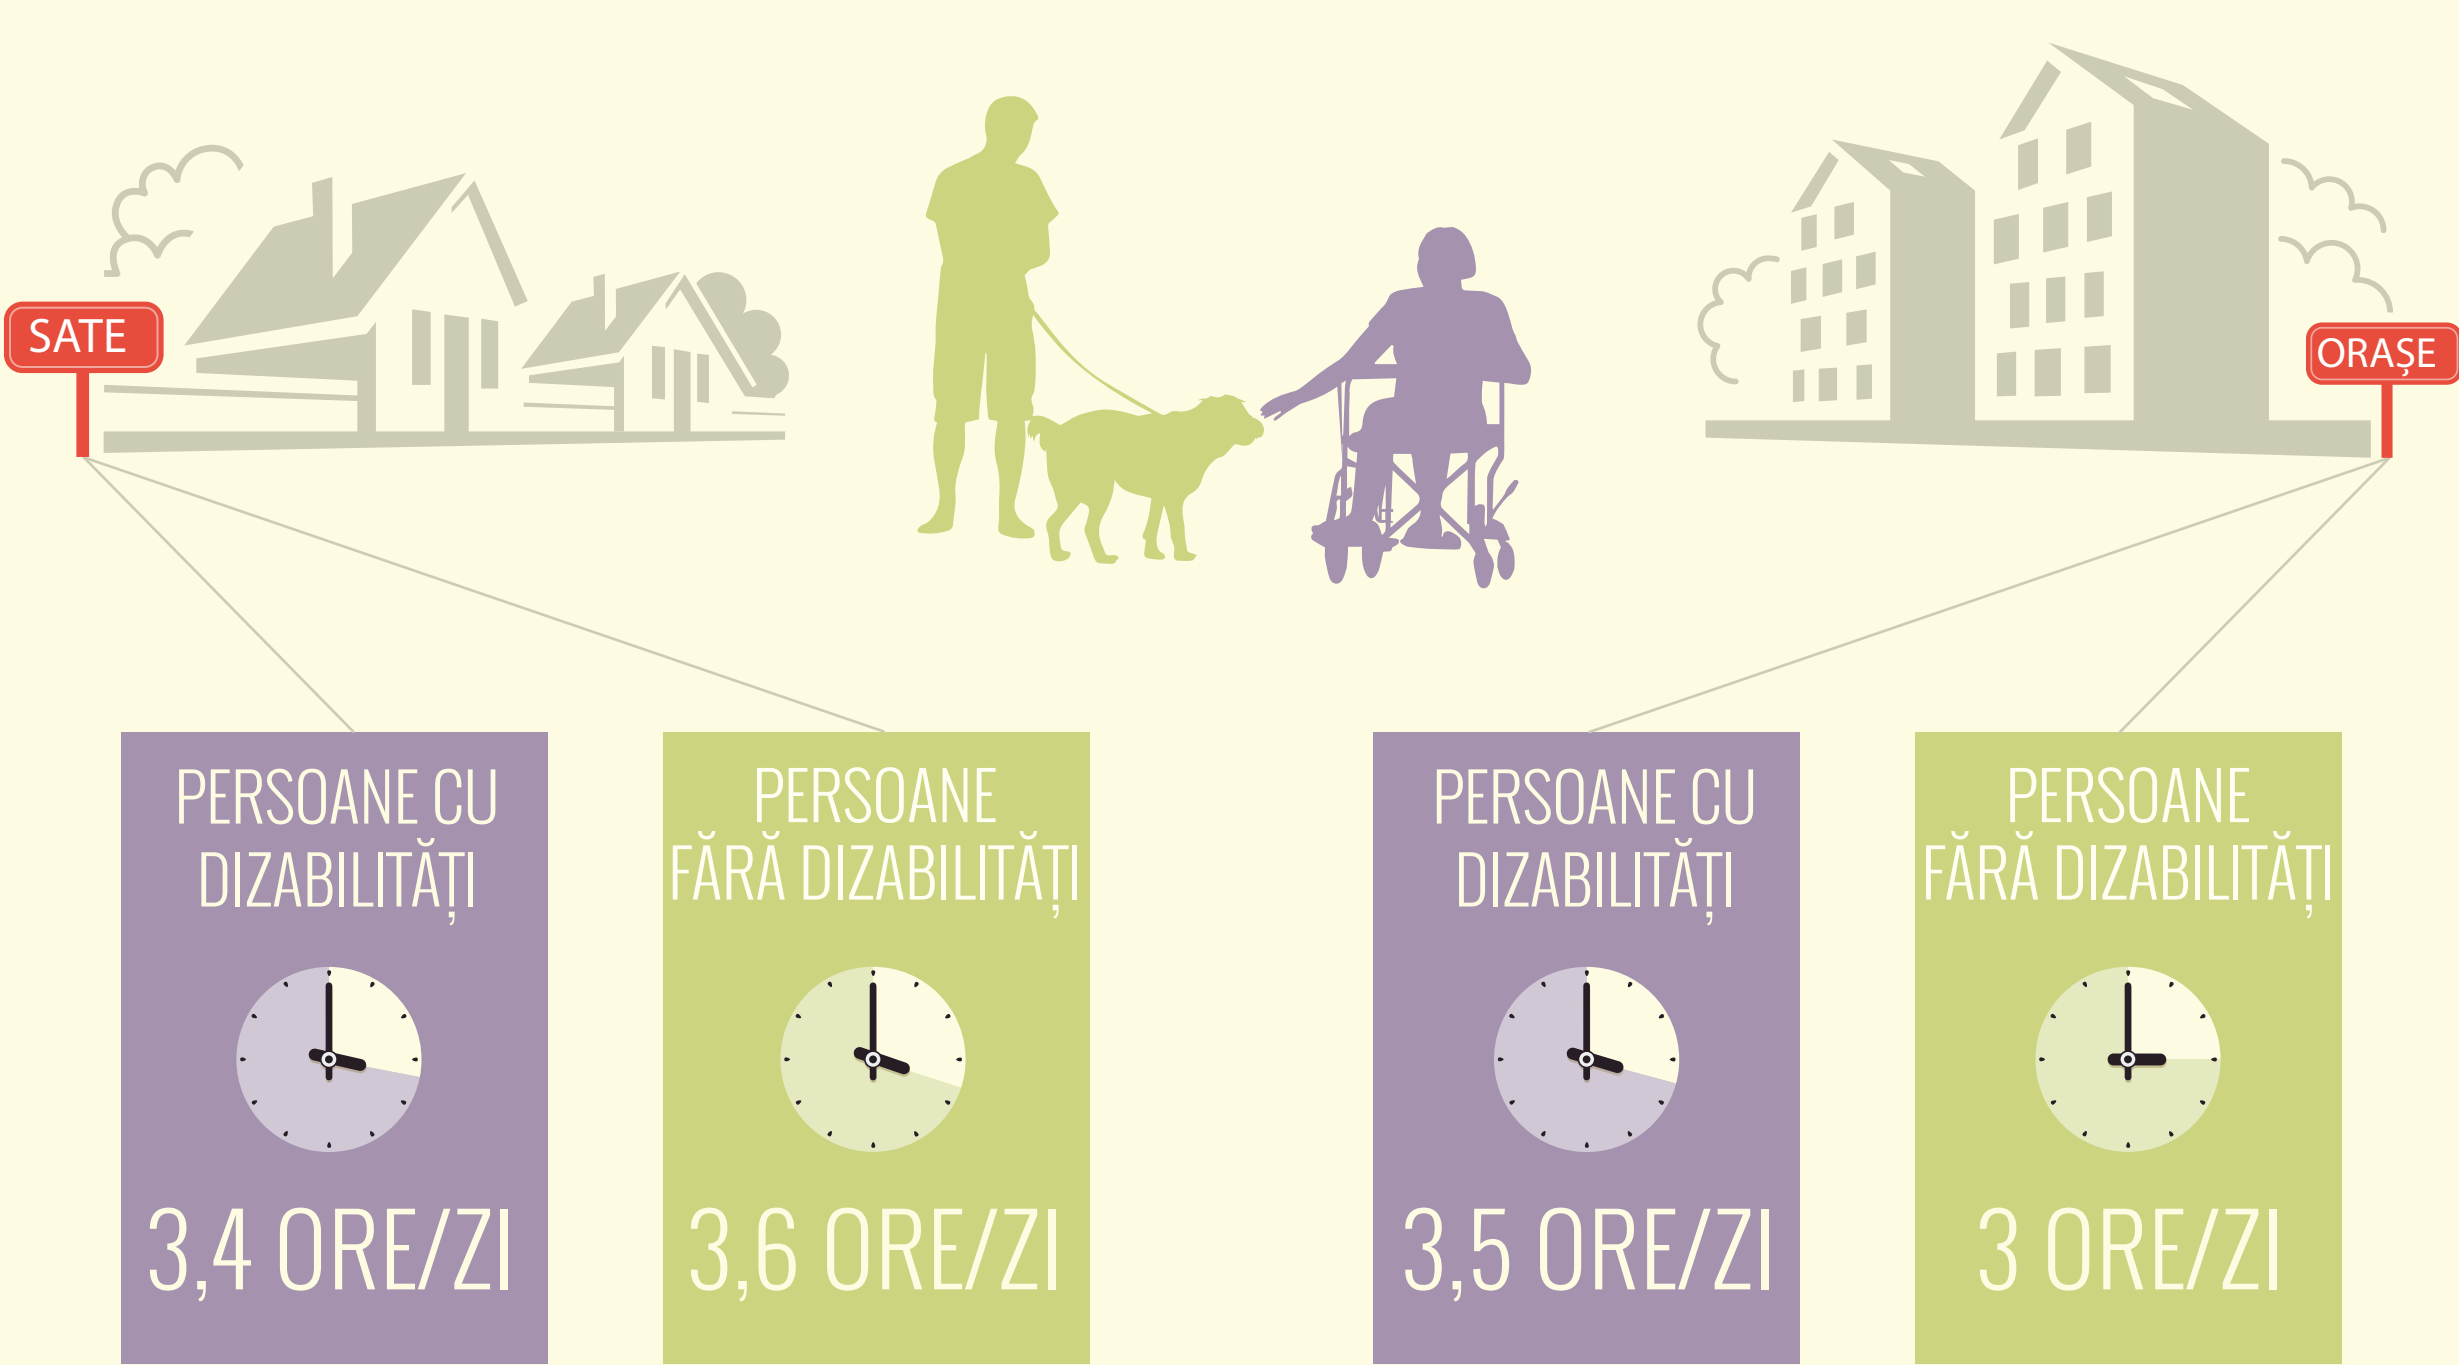 SATE
ORAȘE
PERSOANE CU
DIZABILITĂȚI
3,4 ORE/ZI
PERSOANE
FĂRĂ DIZABILITĂȚI
3,6 ORE/ZI
PERSOANE CU
DIZABILITĂȚI
3,5 ORE/ZI
PERSOANE
FĂRĂ DIZABILITĂȚI
3 ORE/ZI